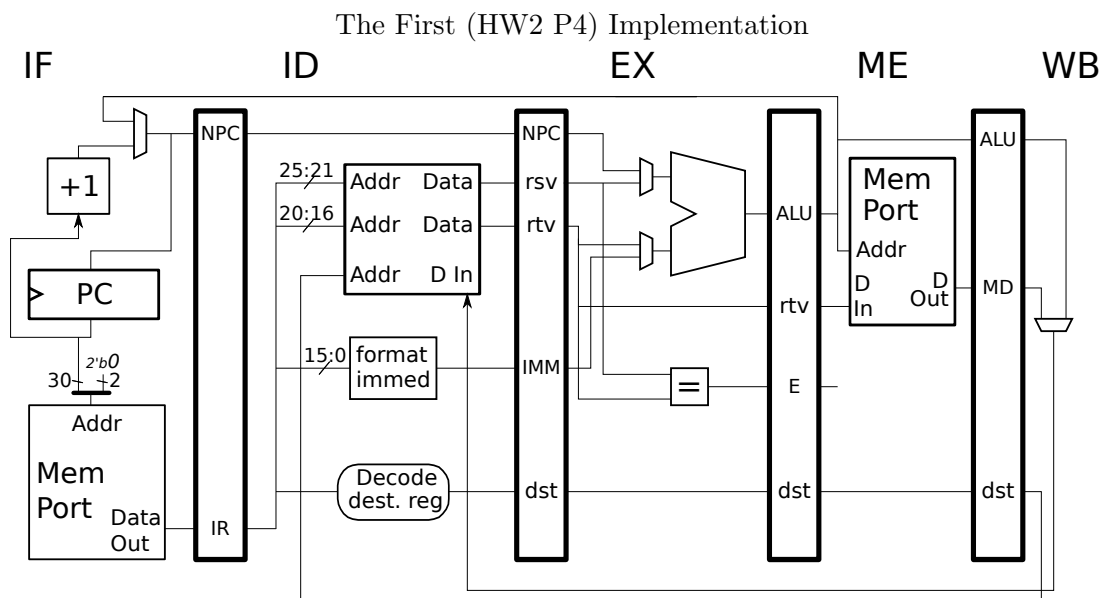 The First (HW2 P4) Implementation
IF ID EX ME WB
NPC NPC ALU
+1
25:21 Addr Data rsv
20:16 Addr Data rtv
Addr D In
ALU
Mem
Port
Addr
D
In
D
Out
MD
PC
rtv
2'b0
30 2
15:0 format
immed
IMM
=
E
Addr
Mem
Port
Data
Out
IR
Decode
dest. reg
dst dst dst